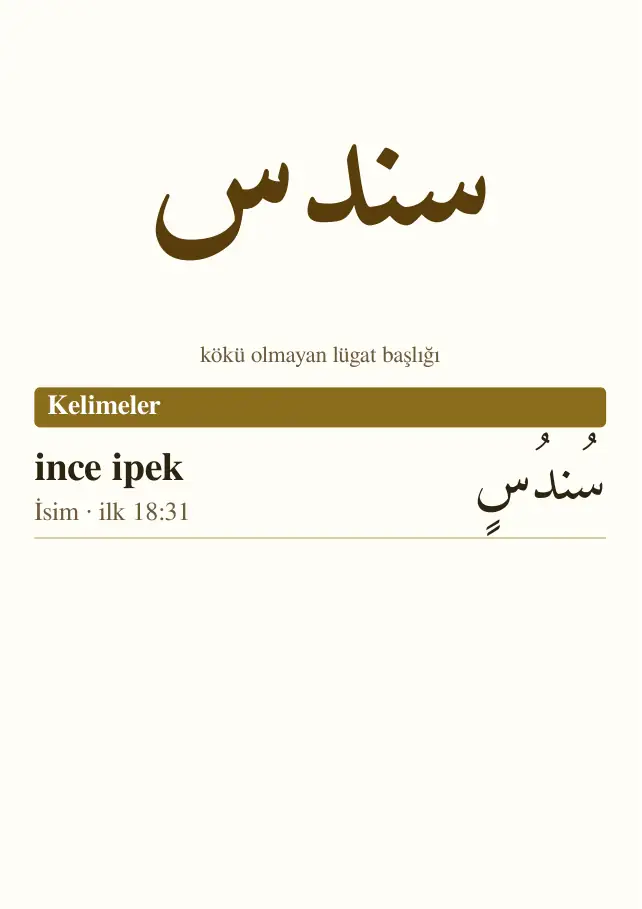 سندس
kökü olmayan lügat başlığı
Kelimeler
ince ipek
سُندُسٍ
İsim · ilk 18:31